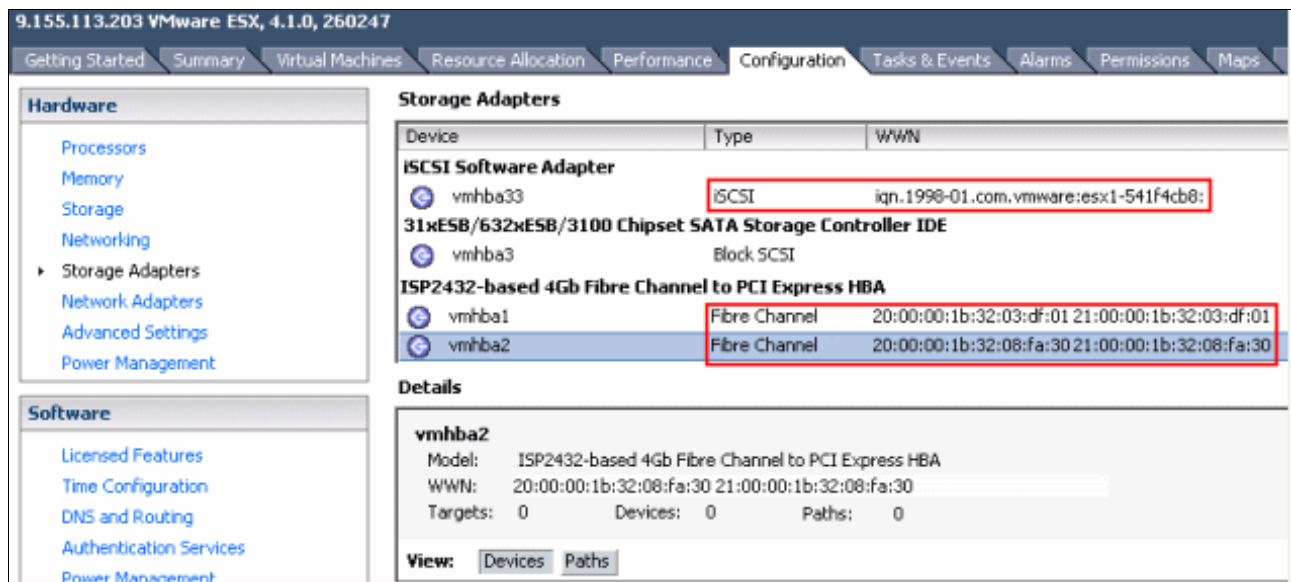 9.155.113.203 VMware ESX, 4.1.0, 260247
Getting Started Summary Virtual Machines Resource Allocation Performance Configuration Tasks & Events Alarms Permissions Maps
Hardware
Processors
Memory
Storage
Networking
Storage Adapters
Network Adapters
Advanced Settings
Power Management
Software
Licensed Features
Time Configuration
DNS and Routing
Authentication Services
Power Management
Storage Adapters
Device Type WWN
iSCSI Software Adapter
vmhba33 iSCSI iqn.1998-01.com.vmware:esx1-541f4cb8:
31xESB/632xESB/3100 Chipset SATA Storage Controller IDE
vmhba3 Block SCSI
ISP2432-based 4Gb Fibre Channel to PCI Express HBA
vmhba1 Fibre Channel 20:00:00:1b:32:03:df:01 21:00:00:1b:32:03:df:01
vmhba2 Fibre Channel 20:00:00:1b:32:08:fa:30 21:00:00:1b:32:08:fa:30
Details
vmhba2
Model: ISP2432-based 4Gb Fibre Channel to PCI Express HBA
WWN: 20:00:00:1b:32:08:fa:30 21:00:00:1b:32:08:fa:30
Targets: 0 Devices: 0 Paths: 0
View: Devices Paths